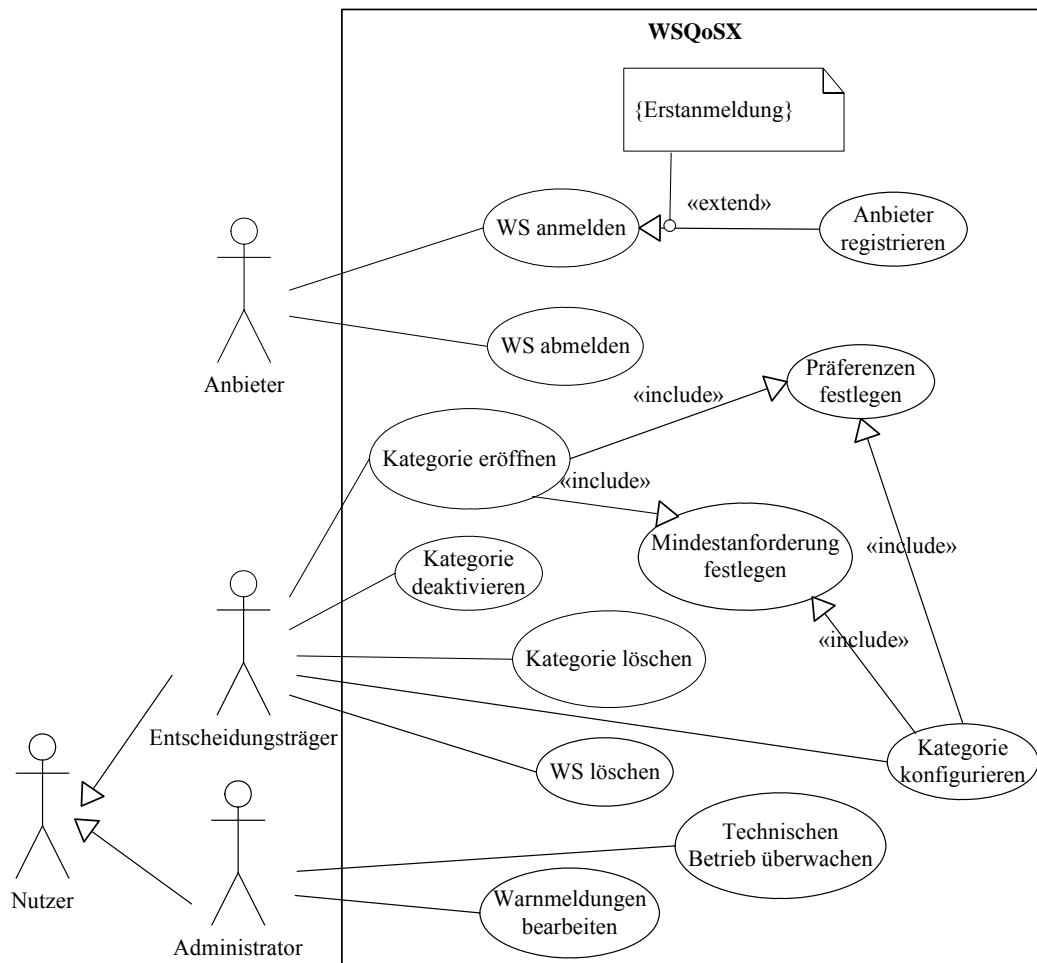 WSQoSX
{Erstanmeldung}
«extend»
WS anmelden
Anbieter
registrieren
WS abmelden
Anbieter
Präferenzen
festlegen
«include»
Kategorie eröffnen
«include»
Mindestanforderung
festlegen
«include»
Kategorie
deaktivieren
«include»
Kategorie löschen
Entscheidungsträger
WS löschen
Kategorie
konfigurieren
Technischen
Betrieb überwachen
Nutzer
Warnmeldungen
bearbeiten
Administrator